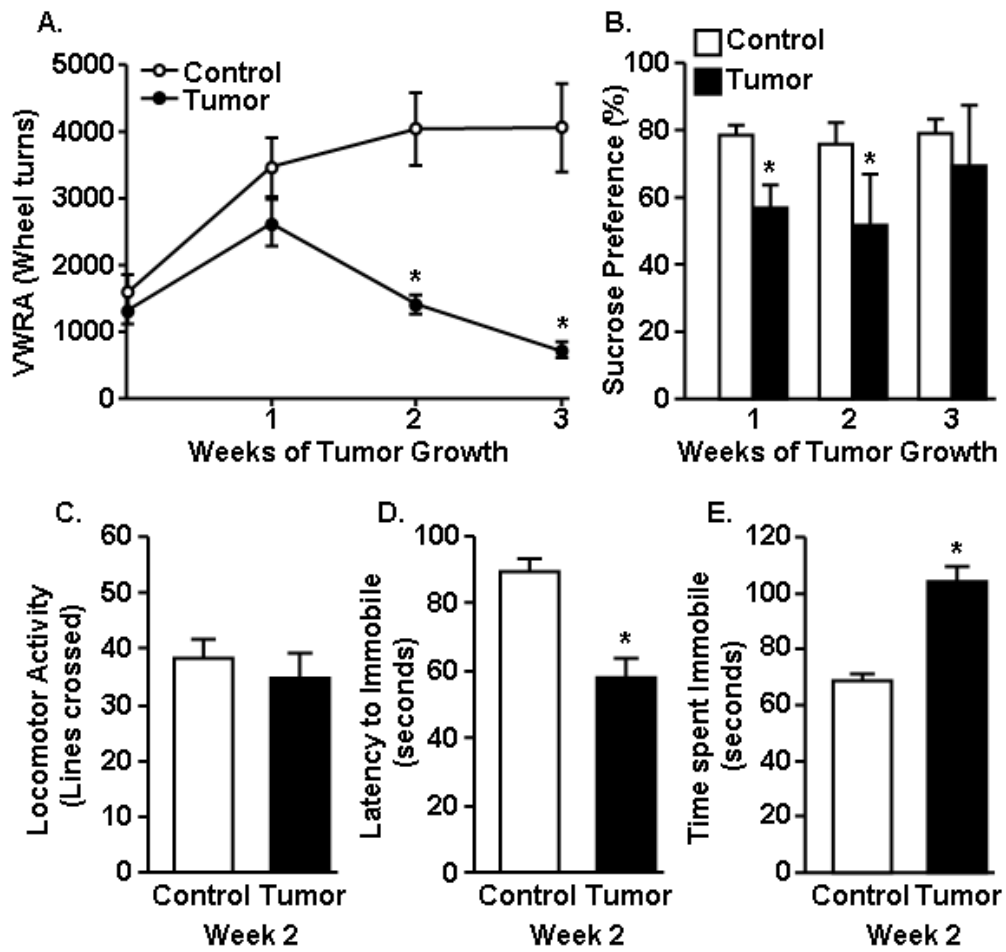 A.
VWRA (Wheel turns)
5000
4000
3000
2000
1000
0
Control
Tumor
*
*
1 2 3
Weeks of Tumor Growth
B.
Control
Tumor
Sucrose Preference (%)
100
80
60
40
20
0
*
*
1 2 3
Weeks of Tumor Growth
C.
Locomotor Activity
(Lines crossed)
60
50
40
30
20
10
0
Control Tumor
Week 2
D.
Latency to Immobile
(seconds)
100
80
60
40
20
0
*
Control Tumor
Week 2
E.
Time spent Immobile
(seconds)
120
100
80
60
40
20
0
*
Control Tumor
Week 2